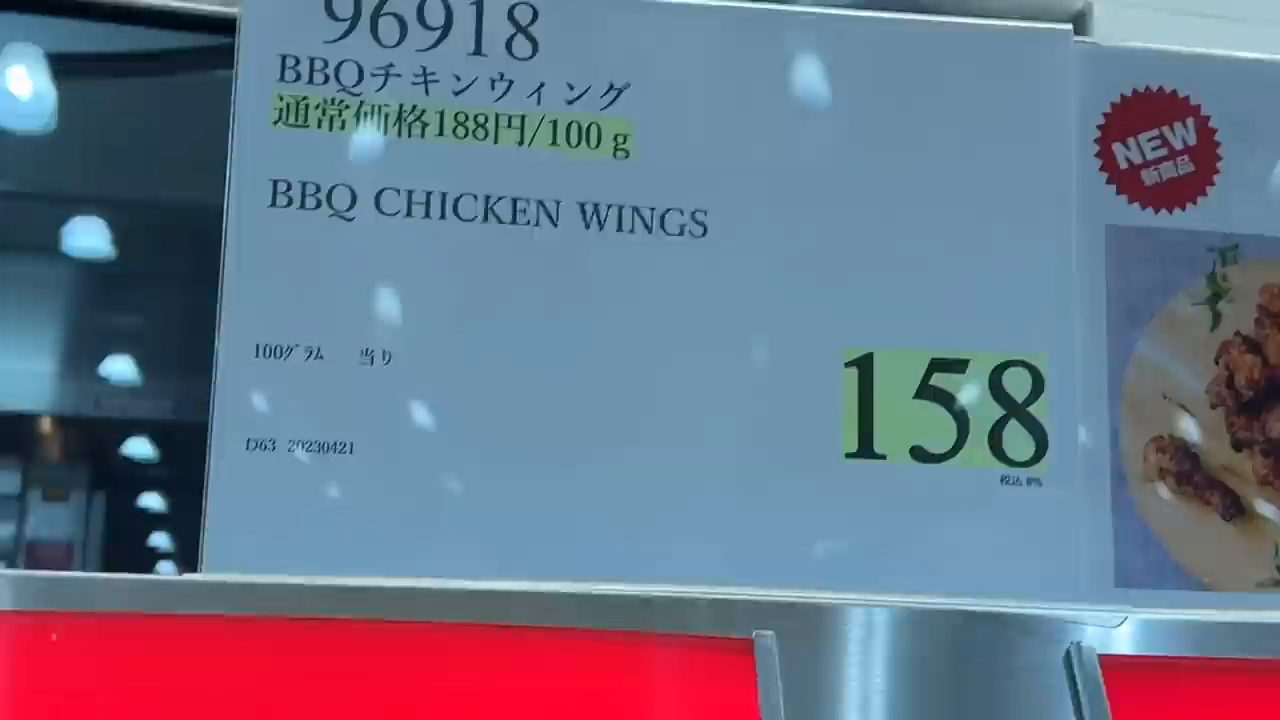 96918
BBQチキンウィング
通常価格188円/100g
BBQ CHICKEN WINGS
100グラム 当り
D63 20230421
158
税込 8%
NEW
新商品